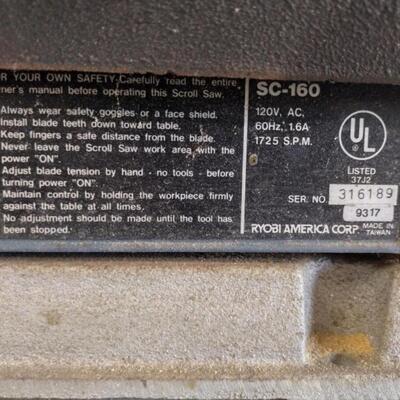 OR YOUR OWN SAFETY-Carefully read the entire
ner's manual before operating this Scroll Saw.
Always wear safety goggles or a face shield.
Install blade teeth down toward table.
Keep fingers a safe distance from the blade.
Never leave the Scroll Saw work area with the
power "ON".
Adjust blade tension by hand - no tools - before
turning power "ON".
Maintain control by holding the workpiece firmly
against the table at all times.
No adjustment should be made until the tool has
been stopped.
SC-160
120V, AC,
60Hz, 1.6A
1725 S.P.M.
UL
LISTED
37J2
SER. NO. 316189
9317
RYOBI AMERICA CORP. MADE IN
TAIWAN